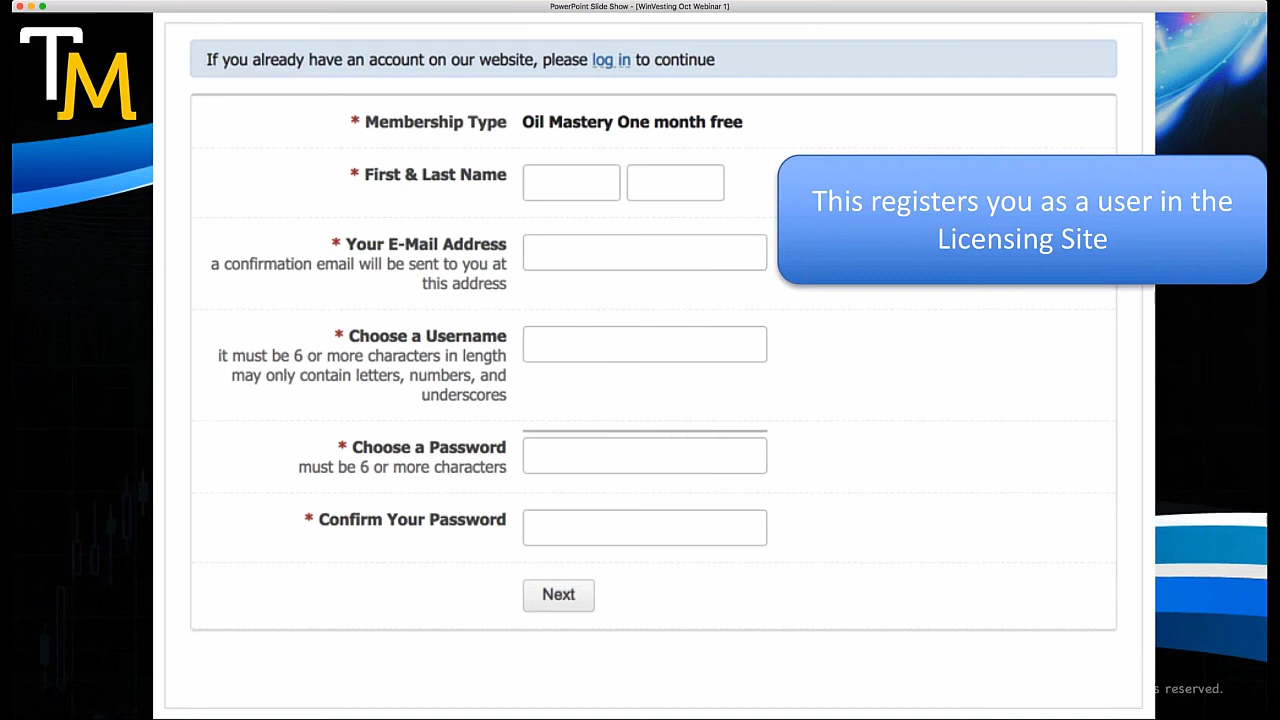 PowerPoint Slide Show - [WinVesting Oct Webinar 1]
TM
If you already have an account on our website, please log in to continue
* Membership Type Oil Mastery One month free
* First & Last Name
This registers you as a user in the
Licensing Site
* Your E-Mail Address
a confirmation email will be sent to you at
this address
* Choose a Username
it must be 6 or more characters in length
may only contain letters, numbers, and
underscores
* Choose a Password
must be 6 or more characters
* Confirm Your Password
Next
s reserved.